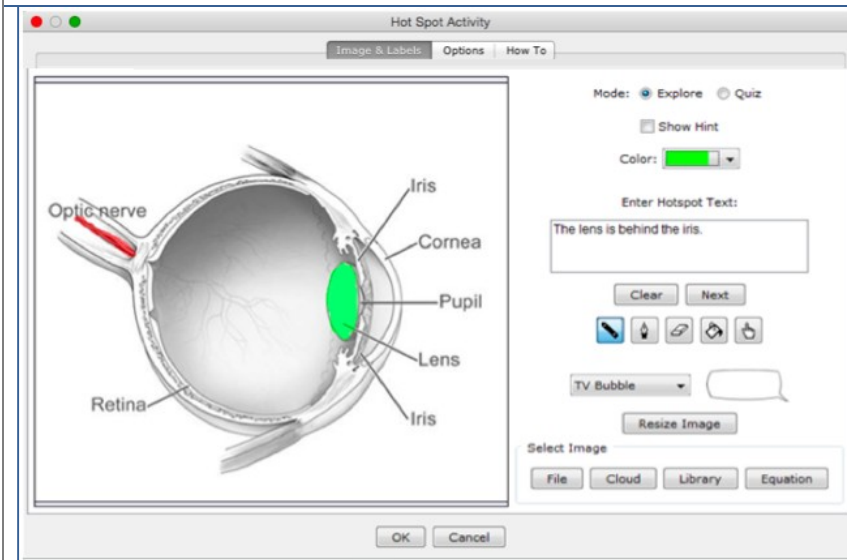 Hot Spot Activity
Image & Labels Options How To
Mode: Explore Quiz
Show Hint
Color:
Enter Hotspot Text:
The lens is behind the iris.
Clear Next
TV Bubble
Resize Image
Select Image
File Cloud Library Equation
Optic nerve
Iris
Cornea
Pupil
Lens
Retina
Iris
OK Cancel